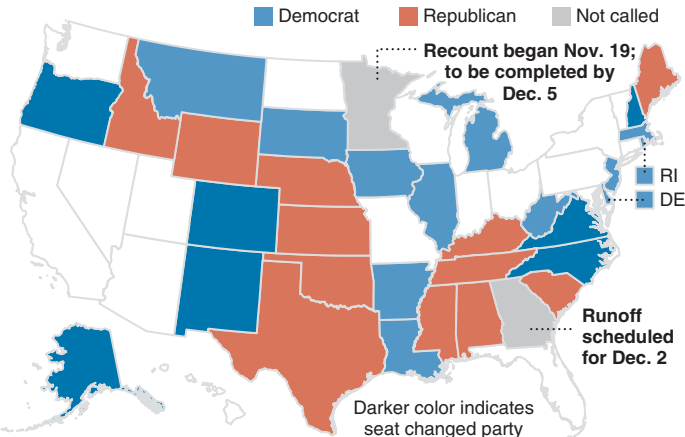 Democrat
Republican
Not called
Recount began Nov. 19;
to be completed by
Dec. 5
RI
DE
Runoff
scheduled
for Dec. 2
Darker color indicates
seat changed party